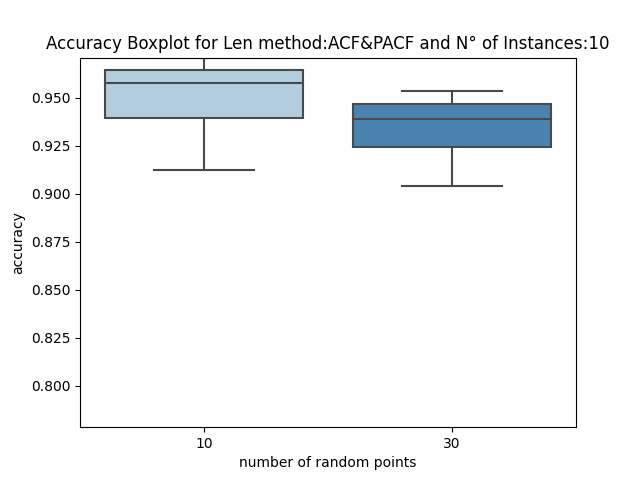 Accuracy Boxplot for Len method:ACF&PACF and N° of Instances:10
0.950
0.925
0.900
0.875
0.850
0.825
0.800
accuracy
10 30
number of random points